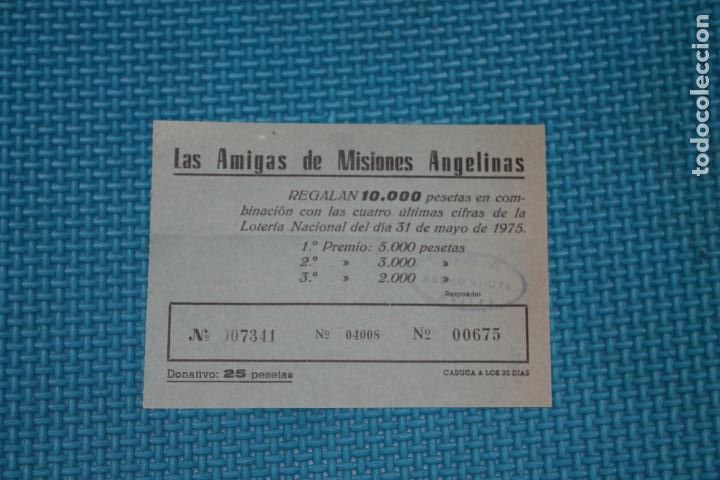 Las Amigas de Misiones Angelinas
REGALAN 10.000 pesetas en com-
binación con las cuatro últimas cifras de la
Lotería Nacional del dia 31 de mayo de 1975.
1.º Premio: 5.000 pesetas
2.º » 3.000 »
3.º » 2.000 »
Responde:
Nº 07341 Nº 04008 Nº 00675
Donativo: 25 pesetas CADUCA A LOS 30 DIAS
todocoleccion